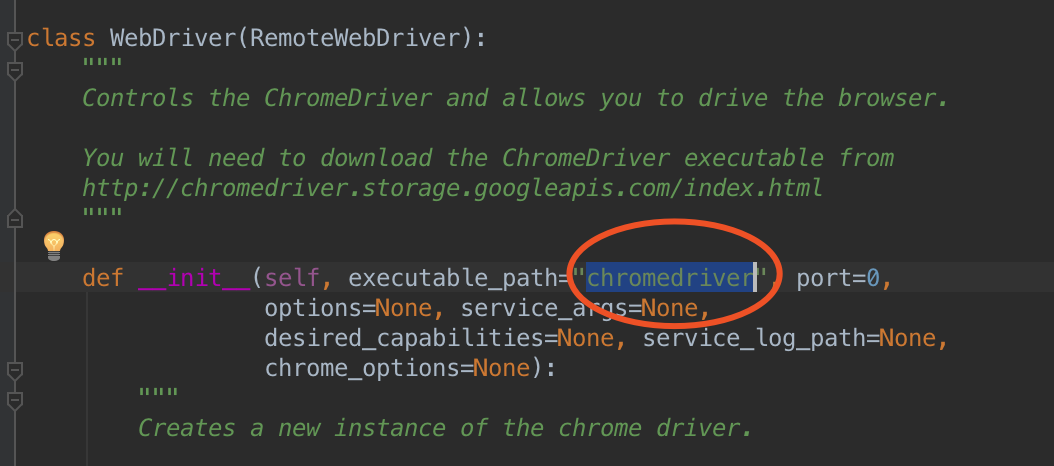 class WebDriver(RemoteWebDriver):
    """
    Controls the ChromeDriver and allows you to drive the browser.

    You will need to download the ChromeDriver executable from
    http://chromedriver.storage.googleapis.com/index.html
    """

    def __init__(self, executable_path="chromedriver", port=0,
                 options=None, service_args=None,
                 desired_capabilities=None, service_log_path=None,
                 chrome_options=None):
        """
        Creates a new instance of the chrome driver.